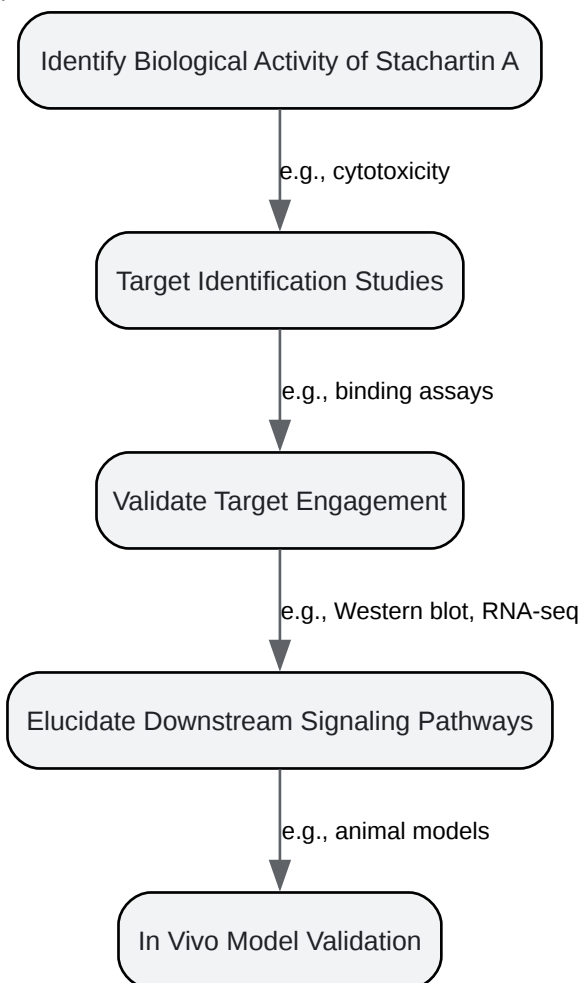 Identify Biological Activity of Stachartin A
e.g., cytotoxicity
Target Identification Studies
e.g., binding assays
Validate Target Engagement
e.g., Western blot, RNA-seq
Elucidate Downstream Signaling Pathways
e.g., animal models
In Vivo Model Validation